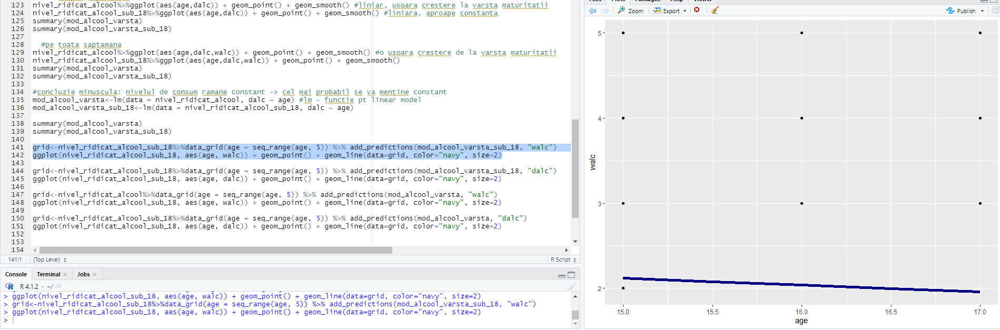 123 nivel_ridicat_alcool%>%ggplot(aes(age,dalc)) + geom_point() + geom_smooth() #liniar, usoara crestere la varsta maturitatii
124 nivel_ridicat_alcool_sub_18%>%ggplot(aes(age,dalc)) + geom_point() + geom_smooth() #liniara, aproape constanta
125 summary(mod_alcool_varsta)
126 summary(mod_alcool_varsta_sub_18)
127
128 #pe toata saptamana
129 nivel_ridicat_alcool%>%ggplot(aes(age,dalc,walc)) + geom_point() + geom_smooth() #o usoara crestere de la varsta maturitatii
130 nivel_ridicat_alcool_sub_18%>%ggplot(aes(age,dalc,walc)) + geom_point() + geom_smooth()
131 summary(mod_alcool_varsta)
132 summary(mod_alcool_varsta_sub_18)
133
134 #concluzie minuscula: nivelul de consum ramane constant -> cel mai probabil se va mentine constant
135 mod_alcool_varsta<-lm(data = nivel_ridicat_alcool, dalc ~ age) #lm - functie pt linear model
136 mod_alcool_varsta_sub_18<-lm(data = nivel_ridicat_alcool_sub_18, dalc ~ age)
137
138 summary(mod_alcool_varsta)
139 summary(mod_alcool_varsta_sub_18)
140
141 grid<-nivel_ridicat_alcool_sub_18%>%data_grid(age = seq_range(age, 5)) %>% add_predictions(mod_alcool_varsta_sub_18, "walc")
142 ggplot(nivel_ridicat_alcool_sub_18, aes(age, walc)) + geom_point() + geom_line(data=grid, color="navy", size=2)
143
144 grid<-nivel_ridicat_alcool_sub_18%>%data_grid(age = seq_range(age, 5)) %>% add_predictions(mod_alcool_varsta_sub_18, "dalc")
145 ggplot(nivel_ridicat_alcool_sub_18, aes(age, dalc)) + geom_point() + geom_line(data=grid, color="navy", size=2)
146
147 grid<-nivel_ridicat_alcool%>%data_grid(age = seq_range(age, 5)) %>% add_predictions(mod_alcool_varsta, "walc")
148 ggplot(nivel_ridicat_alcool_sub_18, aes(age, walc)) + geom_point() + geom_line(data=grid, color="navy", size=2)
149
150 grid<-nivel_ridicat_alcool_sub_18%>%data_grid(age = seq_range(age, 5)) %>% add_predictions(mod_alcool_varsta, "dalc")
151 ggplot(nivel_ridicat_alcool_sub_18, aes(age, dalc)) + geom_point() + geom_line(data=grid, color="navy", size=2)
152
153
154
141:1 (Top Level) R Script
Console Terminal Jobs
R 4.1.2 · ~/
> ggplot(nivel_ridicat_alcool_sub_18, aes(age, walc)) + geom_point() + geom_line(data=grid, color="navy", size=2)
> grid<-nivel_ridicat_alcool_sub_18%>%data_grid(age = seq_range(age, 5)) %>% add_predictions(mod_alcool_varsta_sub_18, "walc")
> ggplot(nivel_ridicat_alcool_sub_18, aes(age, walc)) + geom_point() + geom_line(data=grid, color="navy", size=2)
>
Files Plots Packages Help Viewer
Zoom Export Publish
5
4
walc
3
2
15.0 15.5 16.0 16.5 17.0
age